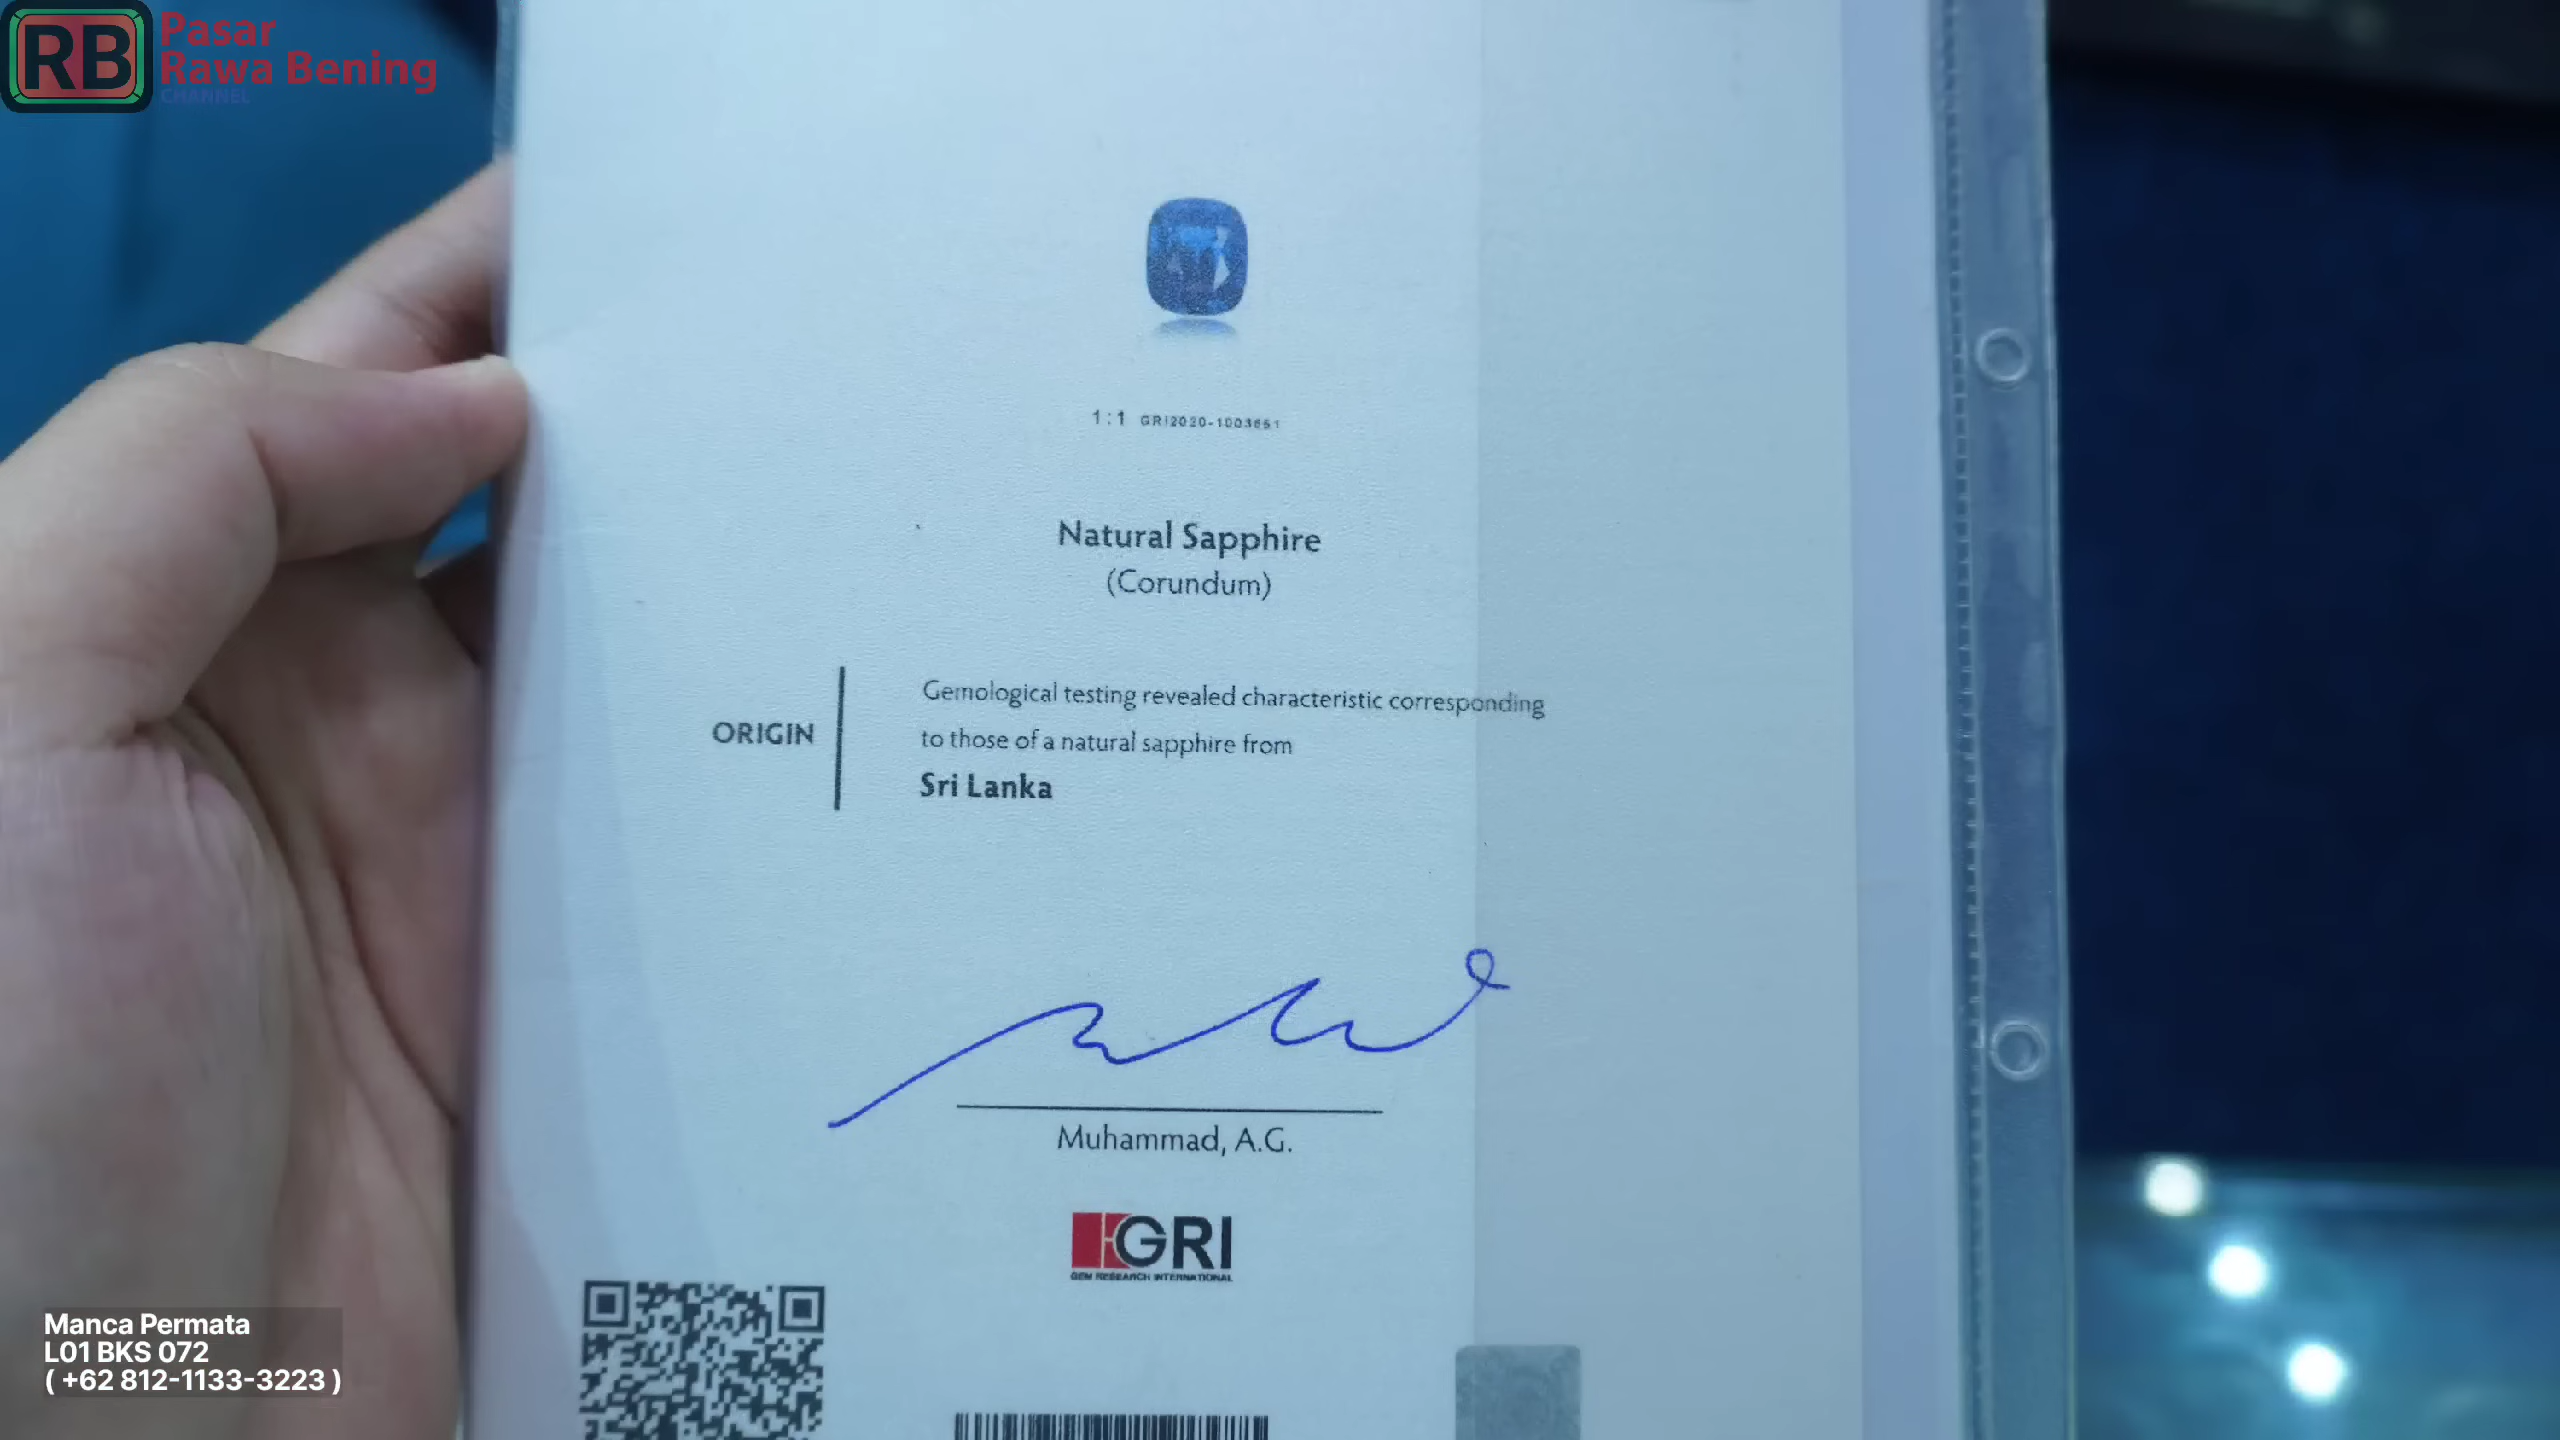 RB
Pasar
Rawa Bening
CHANNEL
1:1 GRI2020-1003651
Natural Sapphire
(Corundum)
ORIGIN
Gemological testing revealed characteristic corresponding
to those of a natural sapphire from
Sri Lanka
Muhammad, A.G.
GRI
GEM RESEARCH INTERNATIONAL
Manca Permata
L01 BKS 072
( +62 812-1133-3223 )